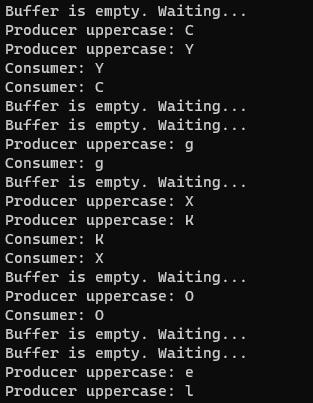 Buffer is empty. Waiting...
Producer uppercase: C
Producer uppercase: Y
Consumer: Y
Consumer: C
Buffer is empty. Waiting...
Buffer is empty. Waiting...
Producer uppercase: g
Consumer: g
Buffer is empty. Waiting...
Producer uppercase: X
Producer uppercase: K
Consumer: K
Consumer: X
Buffer is empty. Waiting...
Producer uppercase: O
Consumer: O
Buffer is empty. Waiting...
Buffer is empty. Waiting...
Producer uppercase: e
Producer uppercase: l